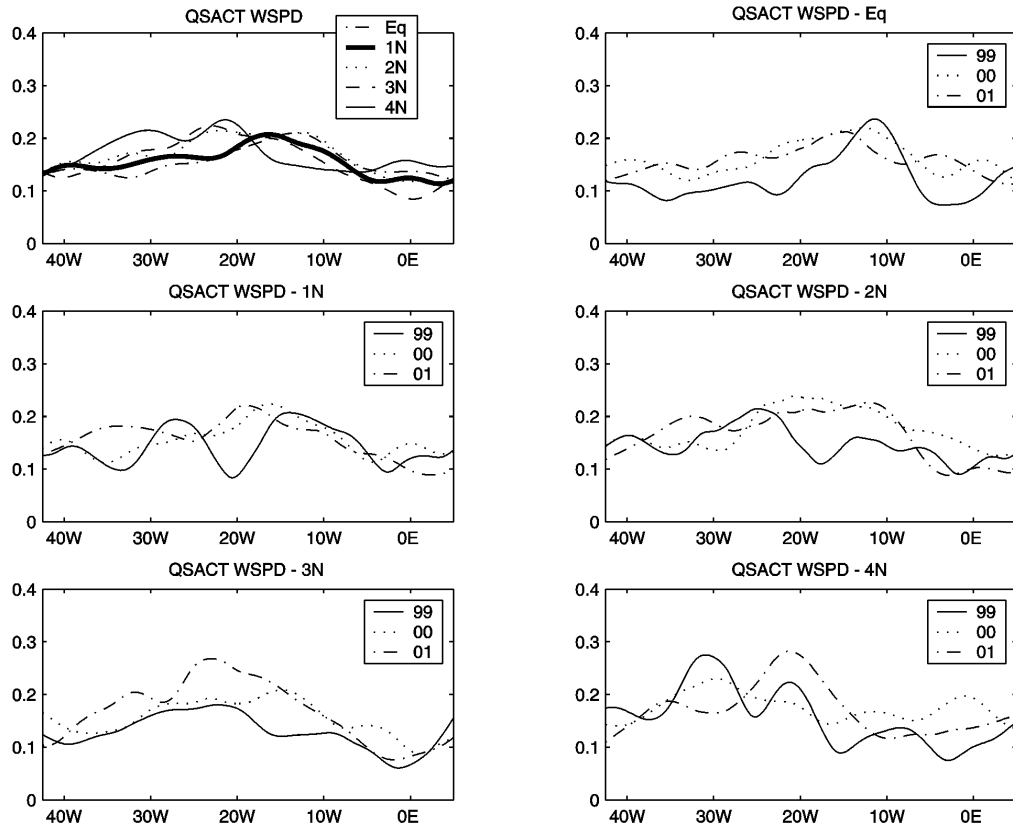 QSACT WSPD
0.4
0.3
0.2
0.1
0
40W 30W 20W 10W 0E
Eq
1N
2N
3N
4N
QSACT WSPD - Eq
0.4
0.3
0.2
0.1
0
40W 30W 20W 10W 0E
99
00
01
QSACT WSPD - 1N
0.4
0.3
0.2
0.1
0
40W 30W 20W 10W 0E
99
00
01
QSACT WSPD - 2N
0.4
0.3
0.2
0.1
0
40W 30W 20W 10W 0E
99
00
01
QSACT WSPD - 3N
0.4
0.3
0.2
0.1
0
40W 30W 20W 10W 0E
99
00
01
QSACT WSPD - 4N
0.4
0.3
0.2
0.1
0
40W 30W 20W 10W 0E
99
00
01